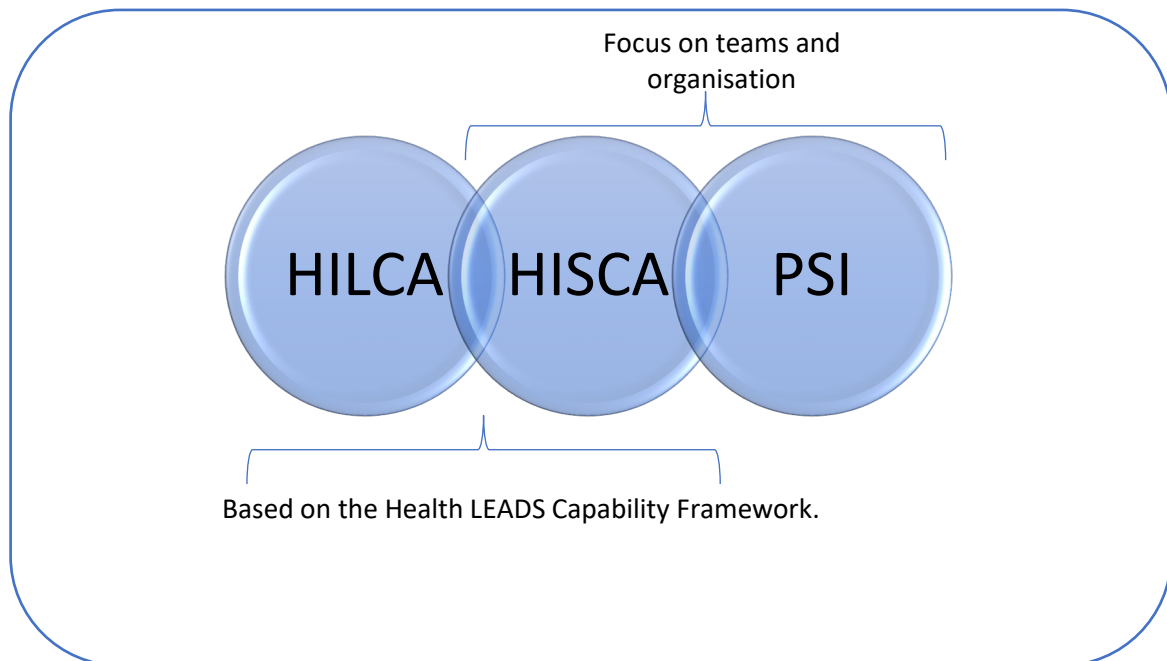 Focus on teams and
organisation
HILCA
HISCA
PSI
Based on the Health LEADS Capability Framework.